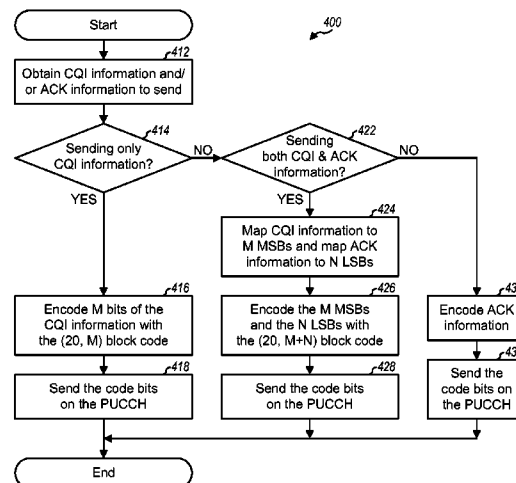 Start
400
412
Obtain CQI information and/
or ACK information to send
414
Sending only
CQI information?
NO
YES
422
Sending
both CQI & ACK
information?
NO
YES
424
Map CQI information to
M MSBs and map ACK
information to N LSBs
416
Encode M bits of the
CQI information with
the (20, M) block code
426
Encode the M MSBs
and the N LSBs with
the (20, M+N) block code
43
Encode ACK
information
418
Send the code bits
on the PUCCH
428
Send the code bits
on the PUCCH
43
Send the
code bits on
the PUCCH
End